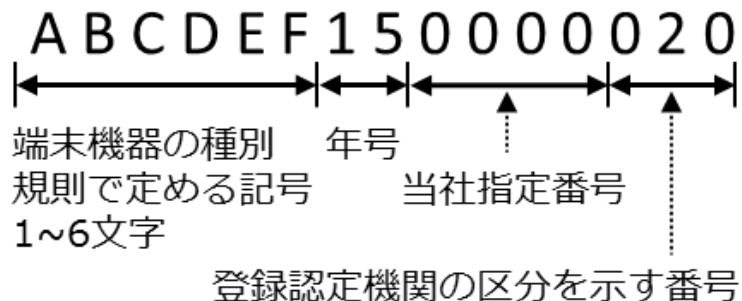 ABCDEF150000020
端末機器の種別 年号
規則で定める記号 当社指定番号
1~6文字
登録認定機関の区分を示す番号